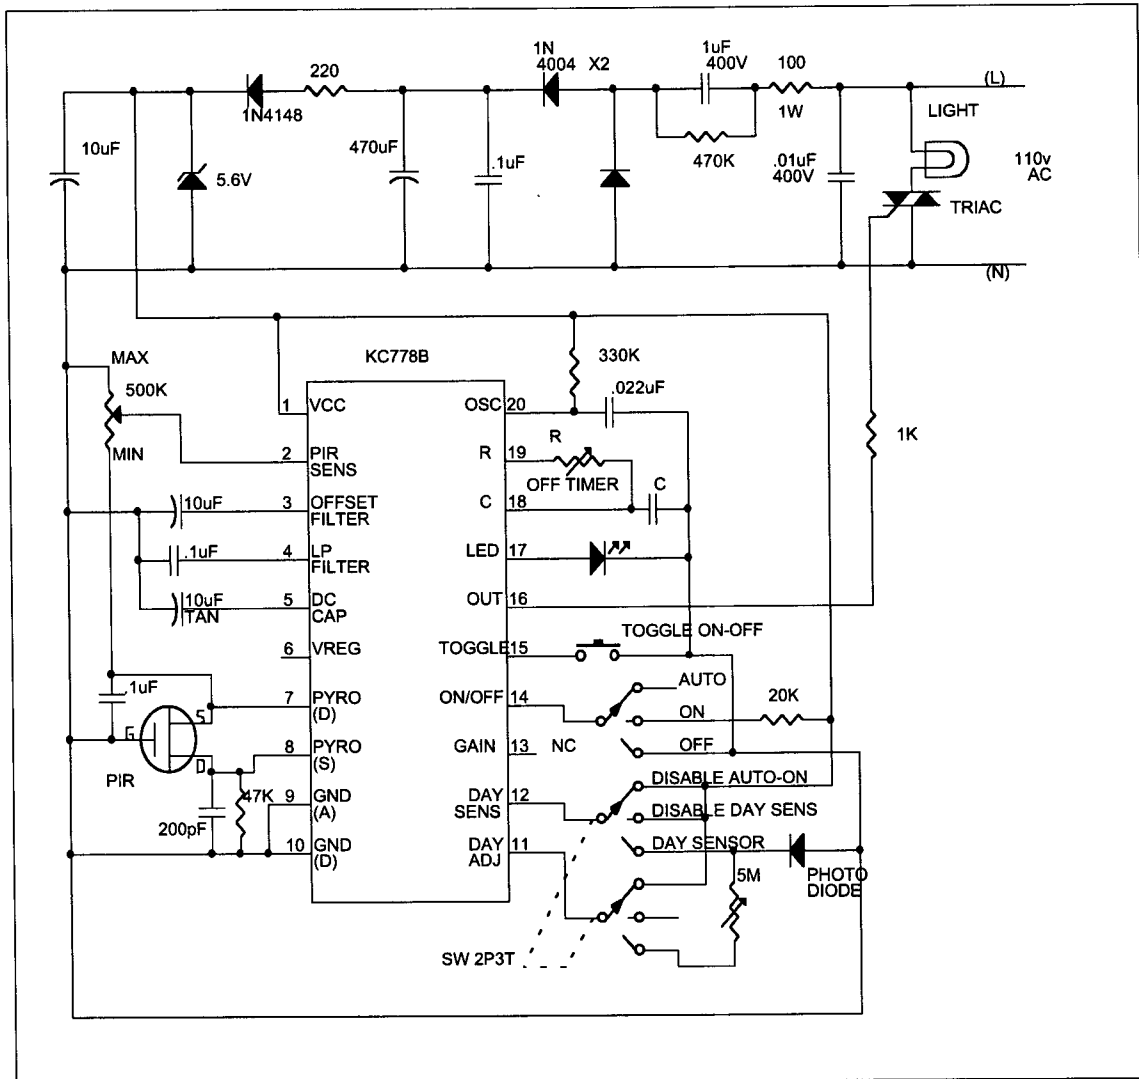 1N
4004 X2
1uF
400V
100
220
(L)
1N4148
1W
LIGHT
10uF
470uF
.1uF
470K
.01uF
400V
110v
AC
5.6V
TRIAC
(N)
KC778B
MAX
500K
MIN
330K
.022uF
1K
1 VCC
OSC 20
2 PIR
SENS
R 19
R
OFF TIMER
10uF
3 OFFSET
FILTER
C 18
C
.1uF
4 LP
FILTER
LED 17
10uF
TAN
5 DC
CAP
OUT 16
6 VREG
TOGGLE 15
TOGGLE ON-OFF
.1uF
7 PYRO
(D)
ON/OFF 14
AUTO
ON
20K
OFF
G
S
D
PIR
8 PYRO
(S)
GAIN 13 NC
47K
9 GND
(A)
DAY
SENS 12
DISABLE AUTO-ON
DISABLE DAY SENS
200pF
10 GND
(D)
DAY 11
ADJ
DAY SENSOR
PHOTO
DIODE
5M
SW 2P3T